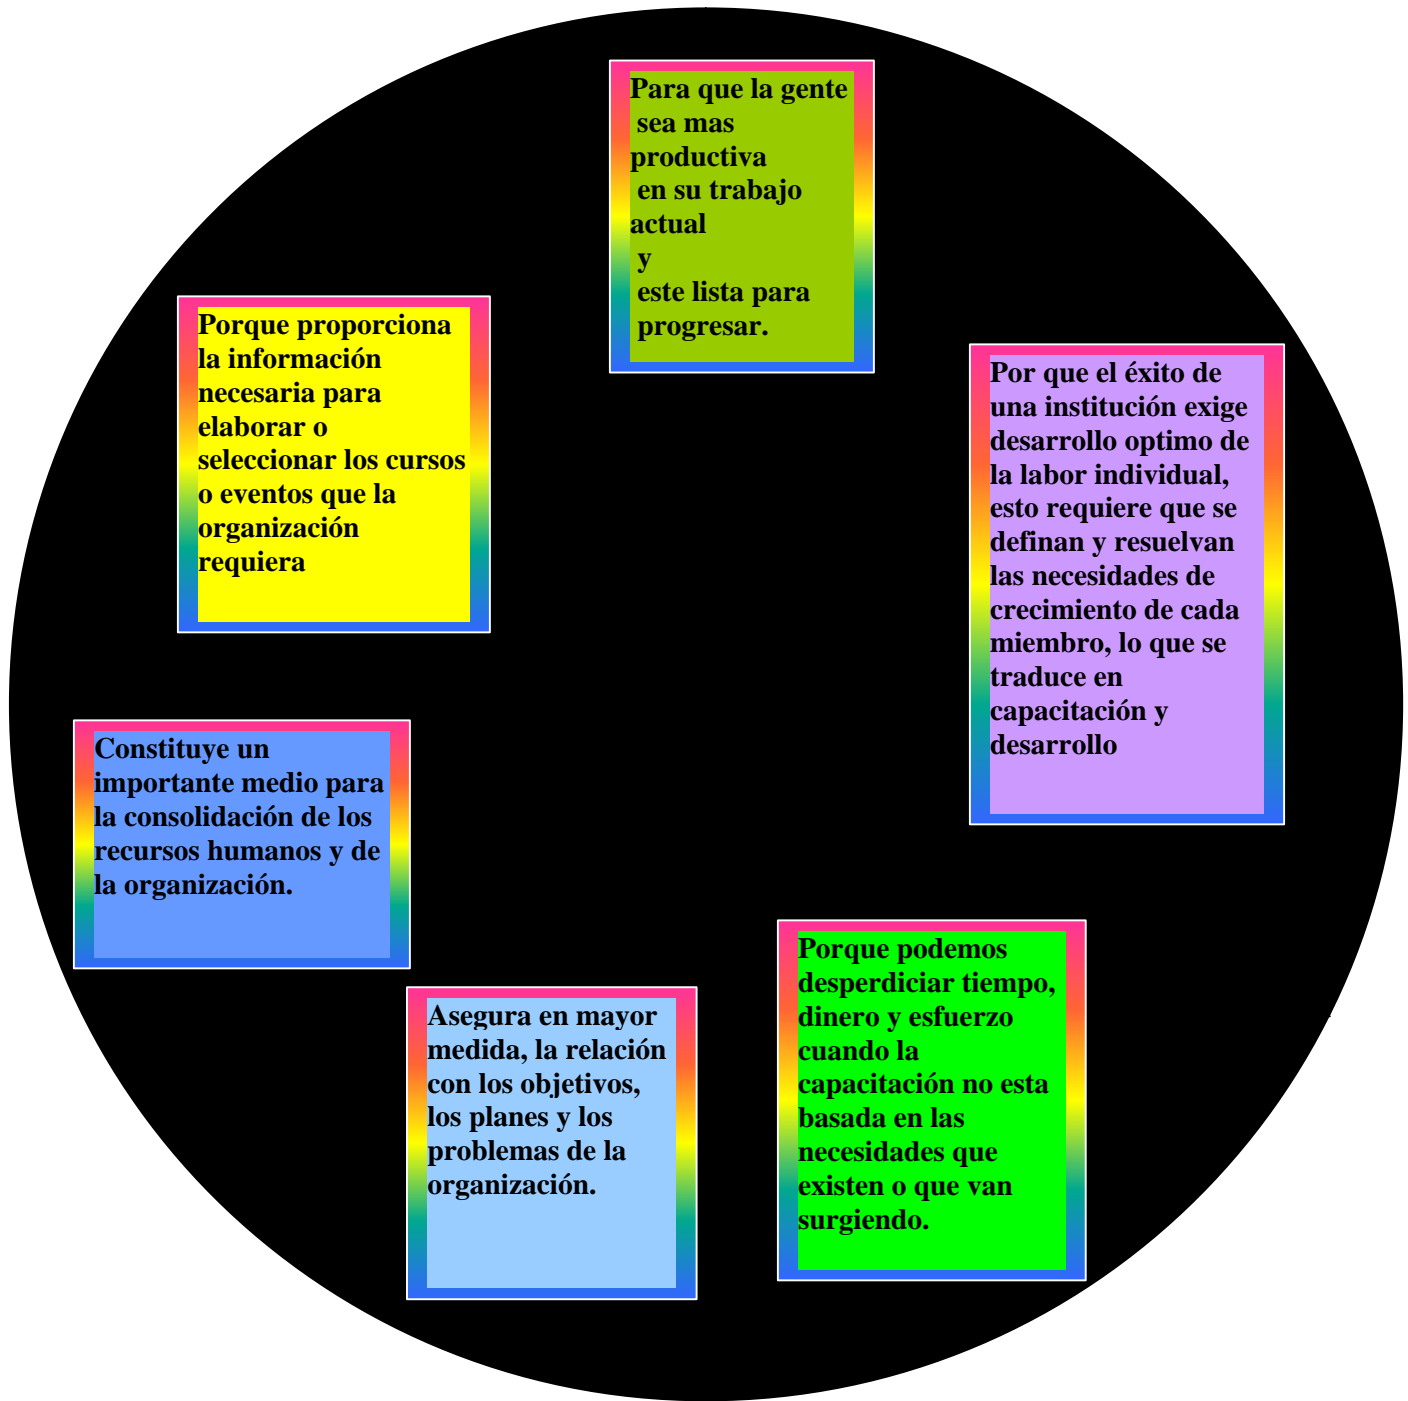 Para que la gente
sea mas
productiva
en su trabajo
actual
y
este lista para
progresar.
Porque proporciona
la información
necesaria para
elaborar o
seleccionar los cursos
o eventos que la
organización
requiera
Por que el éxito de
una institución exige
desarrollo optimo de
la labor individual,
esto requiere que se
definan y resuelvan
las necesidades de
crecimiento de cada
miembro, lo que se
traduce en
capacitación y
desarrollo
Constituye un
importante medio para
la consolidación de los
recursos humanos y de
la organización.
Asegura en mayor
medida, la relación
con los objetivos,
los planes y los
problemas de la
organización.
Porque podemos
desperdiciar tiempo,
dinero y esfuerzo
cuando la
capacitación no esta
basada en las
necesidades que
existen o que van
surgiendo.